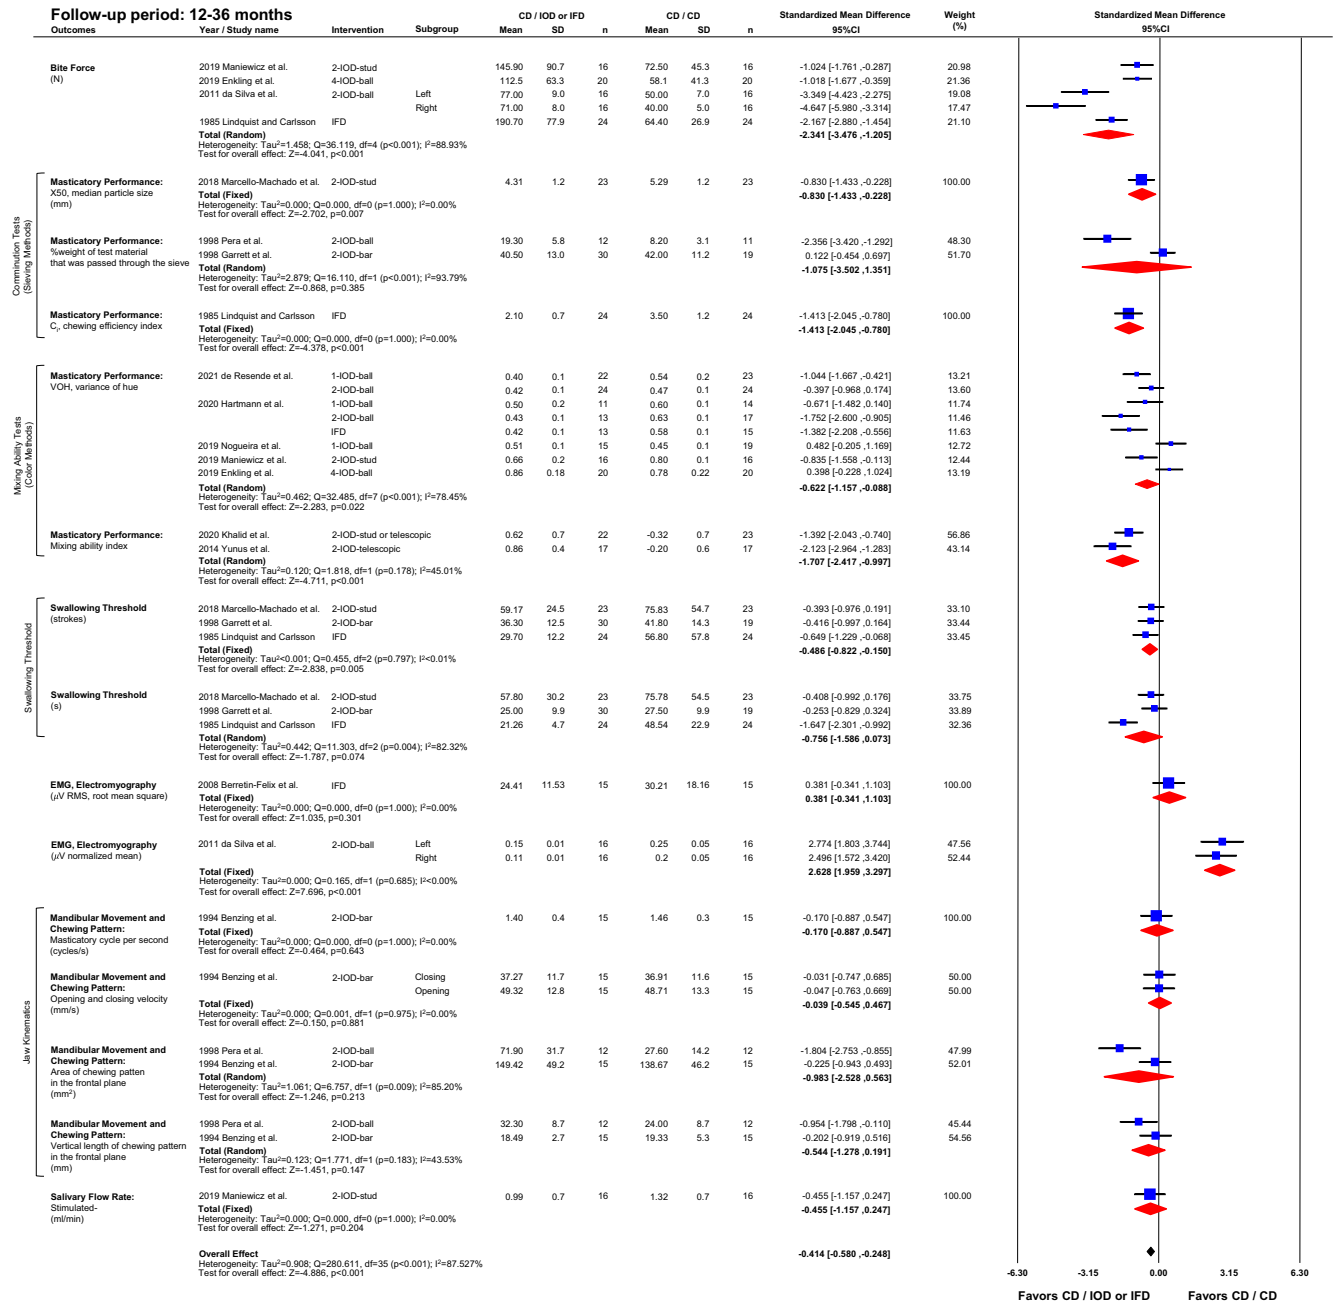 Follow-up period: 12-36 months
CD / IOD or IFD CD / CD Standardized Mean Difference Weight Standardized Mean Difference
Outcomes Year / Study name Intervention Subgroup Mean SD n Mean SD n 95%CI (%) 95%CI
Bite Force 2019 Maniewicz et al. 2-IOD-stud 145.90 90.7 16 72.50 45.3 16 -1.024 [-1.761 ,-0.287] 20.98
(N) 2019 Enkling et al. 4-IOD-ball 112.5 63.3 20 58.1 41.3 20 -1.018 [-1.677 ,-0.359] 21.36
2011 da Silva et al. 2-IOD-ball Left 77.00 9.0 16 50.00 7.0 16 -3.349 [-4.423 ,-2.275] 19.08
Right 71.00 8.0 16 40.00 5.0 16 -4.647 [-5.980 ,-3.314] 17.47
1985 Lindquist and Carlsson IFD 190.70 77.9 24 64.40 26.9 24 -2.167 [-2.880 ,-1.454] 21.10
Total (Random) -2.341 [-3.476 ,-1.205]
Heterogeneity: Tau²=1.458; Q=36.119, df=4 (p<0.001); I²=88.93%
Test for overall effect: Z=-4.041, p<0.001
Comminution Tests
(Sieving Methods)
Masticatory Performance: 2018 Marcello-Machado et al. 2-IOD-stud 4.31 1.2 23 5.29 1.2 23 -0.830 [-1.433 ,-0.228] 100.00
X50, median particle size Total (Fixed) -0.830 [-1.433 ,-0.228]
(mm) Heterogeneity: Tau²=0.000; Q=0.000, df=0 (p=1.000); I²=0.00%
Test for overall effect: Z=-2.702, p=0.007
Masticatory Performance: 1998 Pera et al. 2-IOD-ball 19.30 5.8 12 8.20 3.1 11 -2.356 [-3.420 ,-1.292] 48.30
%weight of test material 1998 Garrett et al. 2-IOD-bar 40.50 13.0 30 42.00 11.2 19 0.122 [-0.454 ,0.697] 51.70
that was passed through the sieve Total (Random) -1.075 [-3.502 ,1.351]
Heterogeneity: Tau²=2.879; Q=16.110, df=1 (p<0.001); I²=93.79%
Test for overall effect: Z=-0.868, p=0.385
Masticatory Performance: 1985 Lindquist and Carlsson IFD 2.10 0.7 24 3.50 1.2 24 -1.413 [-2.045 ,-0.780] 100.00
Ci, chewing efficiency index Total (Fixed) -1.413 [-2.045 ,-0.780]
Heterogeneity: Tau²=0.000; Q=0.000, df=0 (p=1.000); I²=0.00%
Test for overall effect: Z=-4.378, p<0.001
Mixing Ability Tests
(Color Methods)
Masticatory Performance: 2021 de Resende et al. 1-IOD-ball 0.40 0.1 22 0.54 0.2 23 -1.044 [-1.667 ,-0.421] 13.21
VOH, variance of hue 2-IOD-ball 0.42 0.1 24 0.47 0.1 24 -0.397 [-0.968 ,0.174] 13.60
2020 Hartmann et al. 1-IOD-ball 0.50 0.2 11 0.60 0.1 14 -0.671 [-1.482 ,0.140] 11.74
2-IOD-ball 0.43 0.1 13 0.63 0.1 17 -1.752 [-2.600 ,-0.905] 11.46
IFD 0.42 0.1 13 0.58 0.1 15 -1.382 [-2.208 ,-0.556] 11.63
2019 Nogueira et al. 1-IOD-ball 0.51 0.1 15 0.45 0.1 19 0.482 [-0.205 ,1.169] 12.72
2019 Maniewicz et al. 2-IOD-stud 0.66 0.2 16 0.80 0.1 16 -0.835 [-1.558 ,-0.113] 12.44
2019 Enkling et al. 4-IOD-ball 0.86 0.18 20 0.78 0.22 20 0.398 [-0.228 ,1.024] 13.19
Total (Random) -0.622 [-1.157 ,-0.088]
Heterogeneity: Tau²=0.462; Q=32.485, df=7 (p<0.001); I²=78.45%
Test for overall effect: Z=-2.283, p=0.022
Masticatory Performance: 2020 Khalid et al. 2-IOD-stud or telescopic 0.62 0.7 22 -0.32 0.7 23 -1.392 [-2.043 ,-0.740] 56.86
Mixing ability index 2014 Yunus et al. 2-IOD-telescopic 0.86 0.4 17 -0.20 0.6 17 -2.123 [-2.964 ,-1.283] 43.14
Total (Random) -1.707 [-2.417 ,-0.997]
Heterogeneity: Tau²=0.120; Q=1.818, df=1 (p=0.178); I²=45.01%
Test for overall effect: Z=-4.711, p<0.001
Swallowing Threshold
Swallowing Threshold 2018 Marcello-Machado et al. 2-IOD-stud 59.17 24.5 23 75.83 54.7 23 -0.393 [-0.976 ,0.191] 33.10
(strokes) 1998 Garrett et al. 2-IOD-bar 36.30 12.5 30 41.80 14.3 19 -0.416 [-0.997 ,0.164] 33.44
1985 Lindquist and Carlsson IFD 29.70 12.2 24 56.80 57.8 24 -0.649 [-1.229 ,-0.068] 33.45
Total (Fixed) -0.486 [-0.822 ,-0.150]
Heterogeneity: Tau²<0.001; Q=0.455, df=2 (p=0.797); I²<0.01%
Test for overall effect: Z=-2.838, p=0.005
Swallowing Threshold 2018 Marcello-Machado et al. 2-IOD-stud 57.80 30.2 23 75.78 54.5 23 -0.408 [-0.992 ,0.176] 33.75
(s) 1998 Garrett et al. 2-IOD-bar 25.00 9.9 30 27.50 9.9 19 -0.253 [-0.829 ,0.324] 33.89
1985 Lindquist and Carlsson IFD 21.26 4.7 24 48.54 22.9 24 -1.647 [-2.301 ,-0.992] 32.36
Total (Random) -0.756 [-1.586 ,0.073]
Heterogeneity: Tau²=0.442; Q=11.303, df=2 (p=0.004); I²=82.32%
Test for overall effect: Z=-1.787, p=0.074
EMG, Electromyography 2008 Berretin-Felix et al. IFD 24.41 11.53 15 30.21 18.16 15 0.381 [-0.341 ,1.103] 100.00
(μV RMS, root mean square) Total (Fixed) 0.381 [-0.341 ,1.103]
Heterogeneity: Tau²=0.000; Q=0.000, df=0 (p=1.000); I²=0.00%
Test for overall effect: Z=1.035, p=0.301
EMG, Electromyography 2011 da Silva et al. 2-IOD-ball Left 0.15 0.01 16 0.25 0.05 16 2.774 [1.803 ,3.744] 47.56
(μV normalized mean) Right 0.11 0.01 16 0.2 0.05 16 2.496 [1.572 ,3.420] 52.44
Total (Fixed) 2.628 [1.959 ,3.297]
Heterogeneity: Tau²=0.000; Q=0.165, df=1 (p=0.685); I²<0.00%
Test for overall effect: Z=7.696, p<0.001
Jaw Kinematics
Mandibular Movement and 1994 Benzing et al. 2-IOD-bar 1.40 0.4 15 1.46 0.3 15 -0.170 [-0.887 ,0.547] 100.00
Chewing Pattern: Total (Fixed) -0.170 [-0.887 ,0.547]
Masticatory cycle per second Heterogeneity: Tau²=0.000; Q=0.000, df=0 (p=1.000); I²=0.00%
(cycles/s) Test for overall effect: Z=-0.464, p=0.643
Mandibular Movement and 1994 Benzing et al. 2-IOD-bar Closing 37.27 11.7 15 36.91 11.6 15 -0.031 [-0.747 ,0.685] 50.00
Chewing Pattern: Opening 49.32 12.8 15 48.71 13.3 15 -0.047 [-0.763 ,0.669] 50.00
Opening and closing velocity Total (Fixed) -0.039 [-0.545 ,0.467]
(mm/s) Heterogeneity: Tau²=0.000; Q=0.001, df=1 (p=0.975); I²=0.00%
Test for overall effect: Z=-0.150, p=0.881
Mandibular Movement and 1998 Pera et al. 2-IOD-ball 71.90 31.7 12 27.60 14.2 12 -1.804 [-2.753 ,-0.855] 47.99
Chewing Pattern: 1994 Benzing et al. 2-IOD-bar 149.42 49.2 15 138.67 46.2 15 -0.225 [-0.943 ,0.493] 52.01
Area of chewing patten Total (Random) -0.983 [-2.528 ,0.563]
in the frontal plane Heterogeneity: Tau²=1.061; Q=6.757, df=1 (p=0.009); I²=85.20%
(mm²) Test for overall effect: Z=-1.246, p=0.213
Mandibular Movement and 1998 Pera et al. 2-IOD-ball 32.30 8.7 12 24.00 8.7 12 -0.954 [-1.798 ,-0.110] 45.44
Chewing Pattern: 1994 Benzing et al. 2-IOD-bar 18.49 2.7 15 19.33 5.3 15 -0.202 [-0.919 ,0.516] 54.56
Vertical length of chewing pattern Total (Random) -0.544 [-1.278 ,0.191]
in the frontal plane Heterogeneity: Tau²=0.123; Q=1.771, df=1 (p=0.183); I²=43.53%
(mm) Test for overall effect: Z=-1.451, p=0.147
Salivary Flow Rate: 2019 Maniewicz et al. 2-IOD-stud 0.99 0.7 16 1.32 0.7 16 -0.455 [-1.157 ,0.247] 100.00
Stimulated- Total (Fixed) -0.455 [-1.157 ,0.247]
(ml/min) Heterogeneity: Tau²=0.000; Q=0.000, df=0 (p=1.000); I²=0.00%
Test for overall effect: Z=-1.271, p=0.204
Overall Effect -0.414 [-0.580 ,-0.248]
Heterogeneity: Tau²=0.908; Q=280.611, df=35 (p<0.001); I²=87.527%
Test for overall effect: Z=-4.886, p<0.001
-6.30 -3.15 0.00 3.15 6.30
Favors CD / IOD or IFD Favors CD / CD